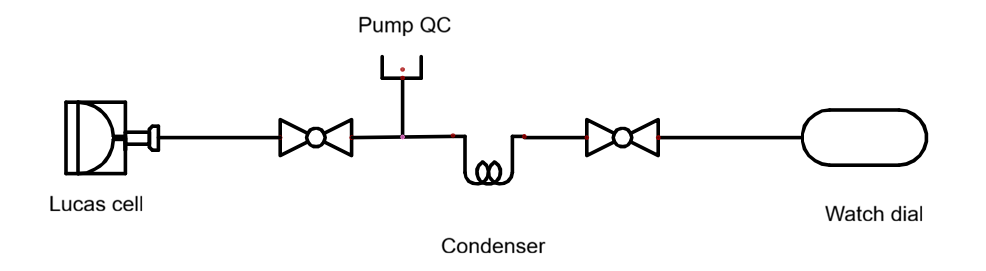 Pump QC
Lucas cell
Watch dial
Condenser